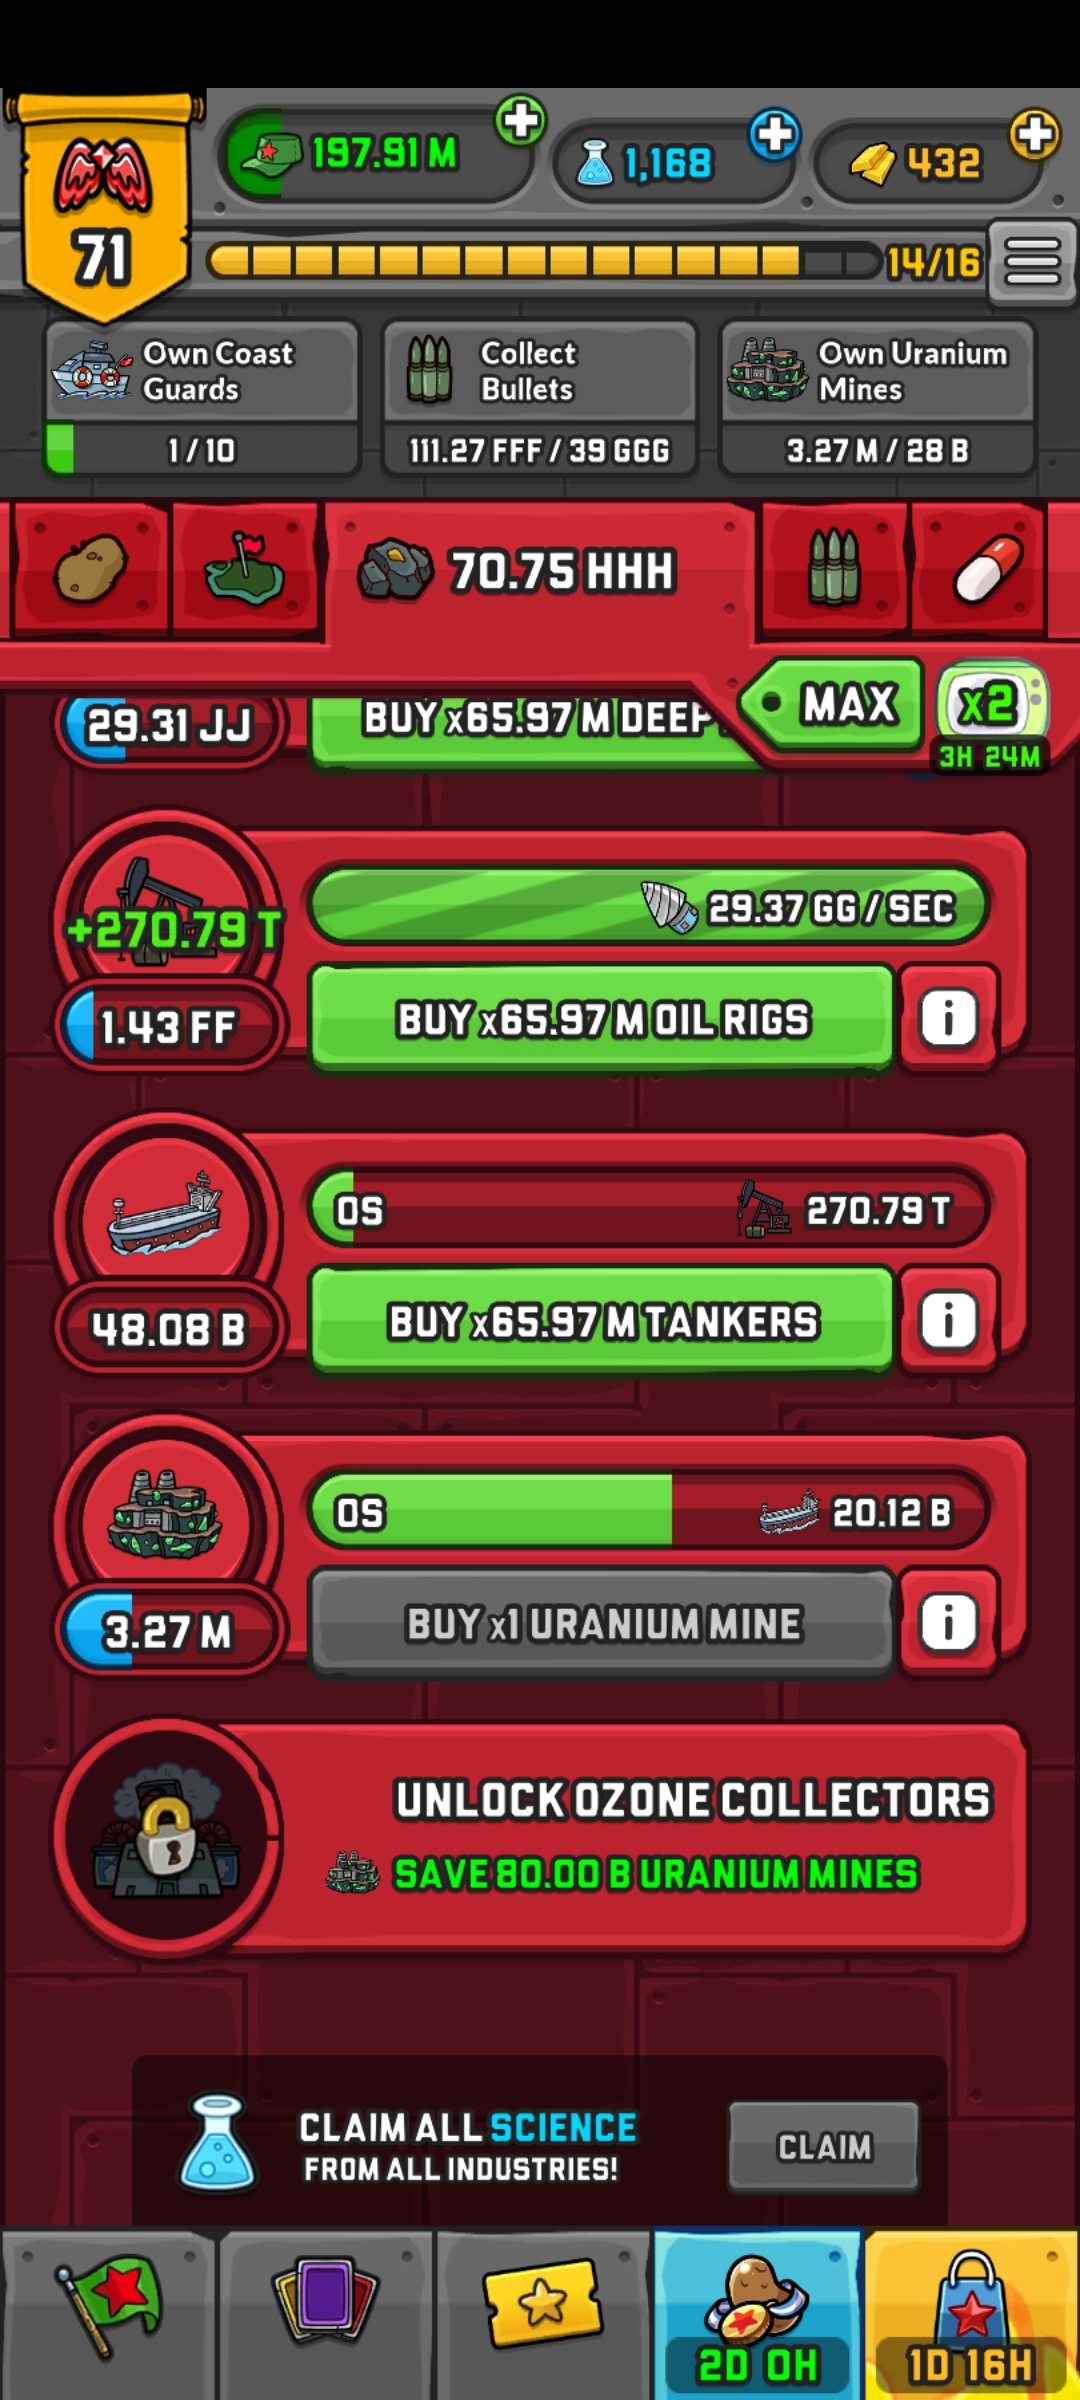 197.91 M
1,168
432
71
14/16
Own Coast
Guards
1 / 10
Collect
Bullets
111.27 FFF / 39 GGG
Own Uranium
Mines
3.27 M / 28 B
70.75 HHH
MAX
x2
3H 24M
29.31 JJ
BUY x65.97 M DEEP
+270.79 T
29.37 GG / SEC
1.43 FF
BUY x65.97 M OIL RIGS
i
0S
270.79 T
48.08 B
BUY x65.97 M TANKERS
i
0S
20.12 B
3.27 M
BUY x1 URANIUM MINE
i
UNLOCK OZONE COLLECTORS
SAVE 80.00 B URANIUM MINES
CLAIM ALL SCIENCE
FROM ALL INDUSTRIES!
CLAIM
2D 0H
1D 16H